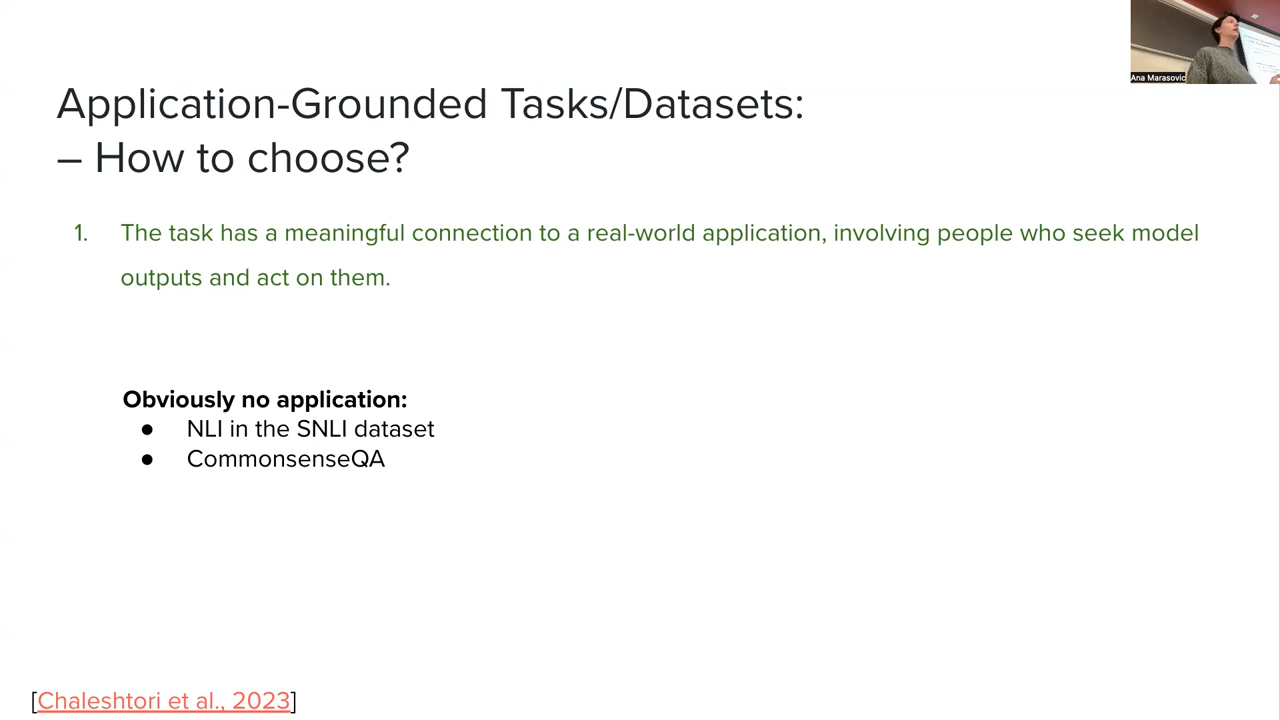 Ana Marasovic
Application-Grounded Tasks/Datasets:
– How to choose?
1. The task has a meaningful connection to a real-world application, involving people who seek model
outputs and act on them.
Obviously no application:
● NLI in the SNLI dataset
● CommonsenseQA
[Chaleshtori et al., 2023]